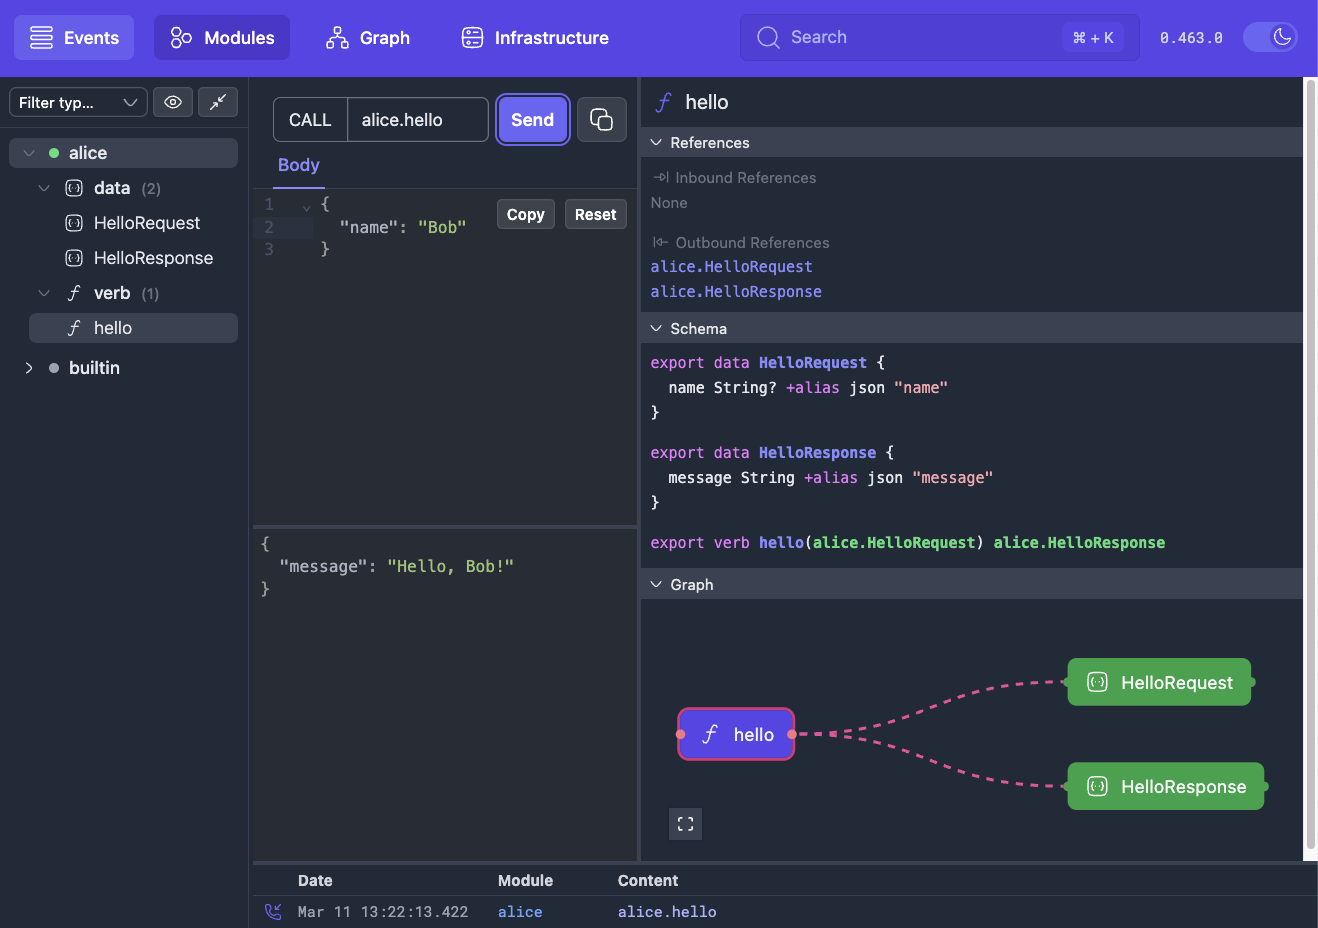 Events Modules Graph Infrastructure Search ⌘ + K 0.463.0
Filter typ...
alice
data (2)
HelloRequest
HelloResponse
verb (1)
hello
builtin
CALL alice.hello Send
Body
Copy Reset
1 {
2 "name": "Bob"
3 }
{
"message": "Hello, Bob!"
}
hello
References
Inbound References
None
Outbound References
alice.HelloRequest
alice.HelloResponse
Schema
export data HelloRequest {
name String? +alias json "name"
}
export data HelloResponse {
message String +alias json "message"
}
export verb hello(alice.HelloRequest) alice.HelloResponse
Graph
hello
HelloRequest
HelloResponse
Date Module Content
Mar 11 13:22:13.422 alice alice.hello